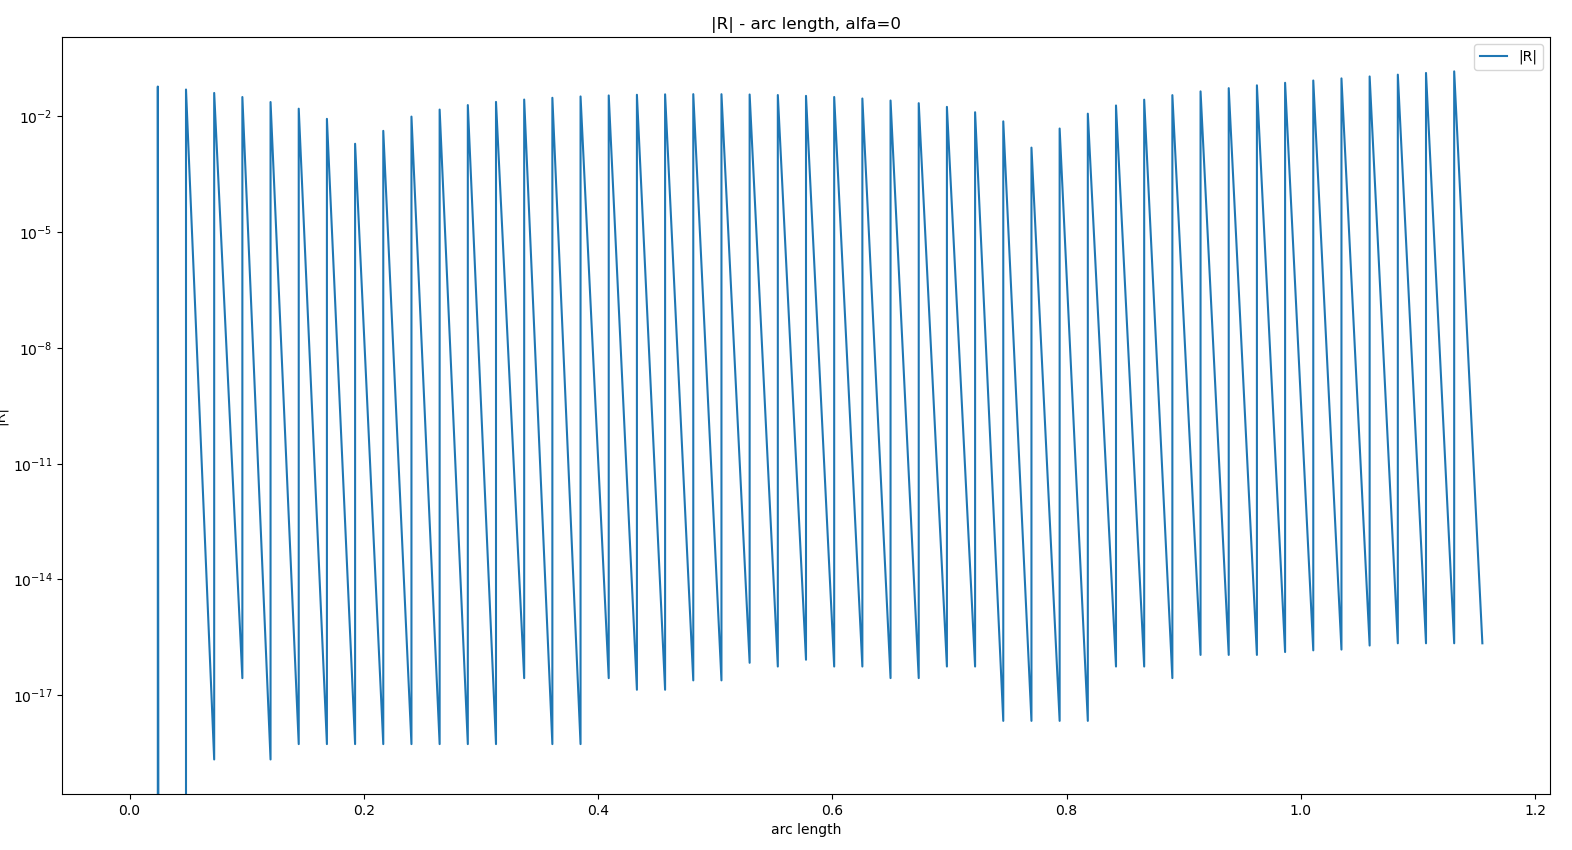 |R| - arc length, alfa=0
|R|
10⁻²
10⁻⁵
10⁻⁸
10⁻¹¹
10⁻¹⁴
10⁻¹⁷
|R|
0.0 0.2 0.4 0.6 0.8 1.0 1.2
arc length